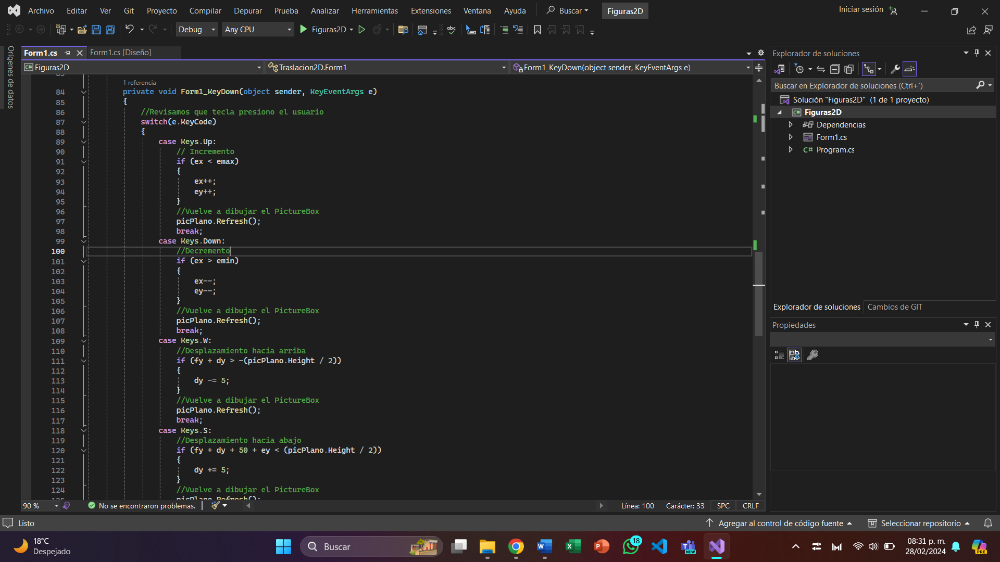 Archivo Editar Ver Git Proyecto Compilar Depurar Prueba Analizar Herramientas Extensiones Ventana Ayuda Buscar Figuras2D Iniciar sesión
Debug Any CPU Figuras2D abc
Orígenes de datos
Form1.cs Form1.cs [Diseño]
C# Figuras2D Traslacion2D.Form1 Form1_KeyDown(object sender, KeyEventArgs e)
1 referencia
84 private void Form1_KeyDown(object sender, KeyEventArgs e)
85 {
86 //Revisamos que tecla presiono el usuario
87 switch(e.KeyCode)
88 {
89 case Keys.Up:
90 // Incremento
91 if (ex < emax)
92 {
93 ex++;
94 ey++;
95 }
96 //Vuelve a dibujar el PictureBox
97 picPlano.Refresh();
98 break;
99 case Keys.Down:
100 //Decremento
101 if (ex > emin)
102 {
103 ex--;
104 ey--;
105 }
106 //Vuelve a dibujar el PictureBox
107 picPlano.Refresh();
108 break;
109 case Keys.W:
110 //Desplazamiento hacia arriba
111 if (fy + dy > -(picPlano.Height / 2))
112 {
113 dy -= 5;
114 }
115 //Vuelve a dibujar el PictureBox
116 picPlano.Refresh();
117 break;
118 case Keys.S:
119 //Desplazamiento hacia abajo
120 if (fy + dy + 50 + ey < (picPlano.Height / 2))
121 {
122 dy += 5;
123 }
124 //Vuelve a dibujar el PictureBox
90 % No se encontraron problemas. Línea: 100 Carácter: 33 SPC CRLF
Explorador de soluciones
Buscar en Explorador de soluciones (Ctrl+´)
Solución "Figuras2D" (1 de 1 proyecto)
C# Figuras2D
Dependencias
Form1.cs
C# Program.cs
Explorador de soluciones Cambios de GIT
Propiedades
Listo Agregar al control de código fuente Seleccionar repositorio
18°C
Despejado
Buscar
18
NEW
08:31 p. m.
28/02/2024
PRE